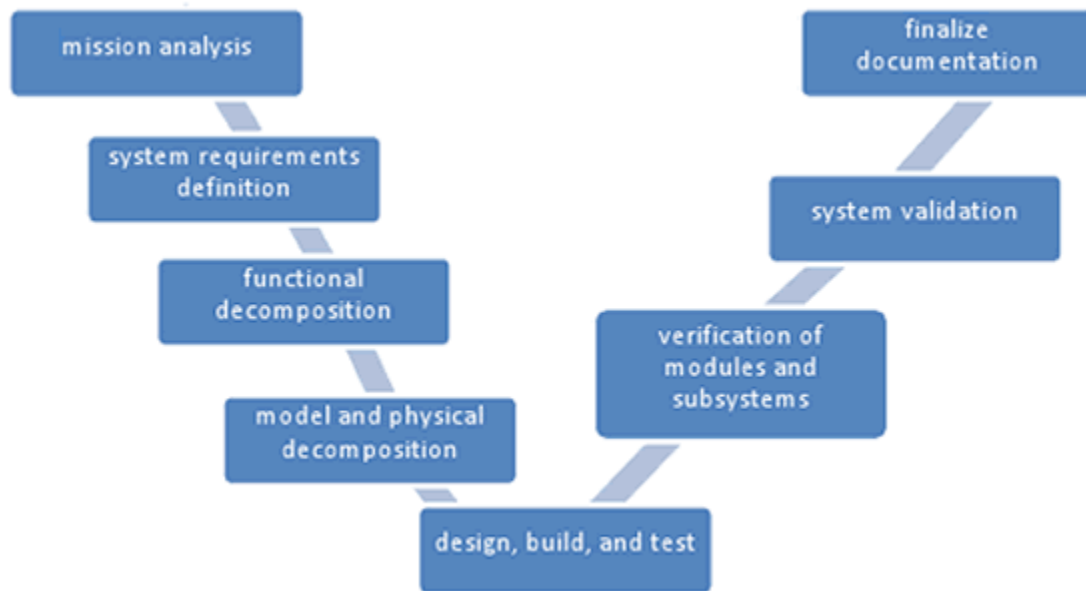 mission analysis
system requirements
definition
functional
decomposition
model and physical
decomposition
design, build, and test
verification of
modules and
subsystems
system validation
finalize
documentation